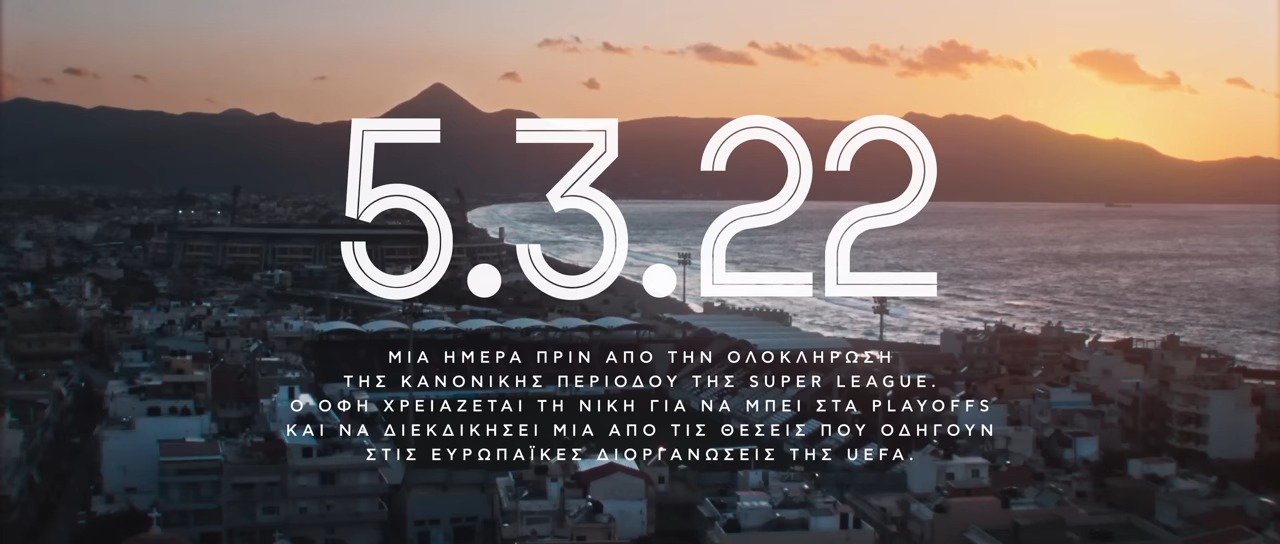 5.3.22
ΜΙΑ ΗΜΕΡΑ ΠΡΙΝ ΑΠΟ ΤΗΝ ΟΛΟΚΛΗΡΩΣΗ
ΤΗΣ ΚΑΝΟΝΙΚΗΣ ΠΕΡΙΟΔΟΥ ΤΗΣ SUPER LEAGUE.
Ο ΟΦΗ ΧΡΕΙΑΖΕΤΑΙ ΤΗ ΝΙΚΗ ΓΙΑ ΝΑ ΜΠΕΙ ΣΤΑ PLAYOFFS
ΚΑΙ ΝΑ ΔΙΕΚΔΙΚΗΣΕΙ ΜΙΑ ΑΠΟ ΤΙΣ ΘΕΣΕΙΣ ΠΟΥ ΟΔΗΓΟΥΝ
ΣΤΙΣ ΕΥΡΩΠΑΪΚΕΣ ΔΙΟΡΓΑΝΩΣΕΙΣ ΤΗΣ UEFA.